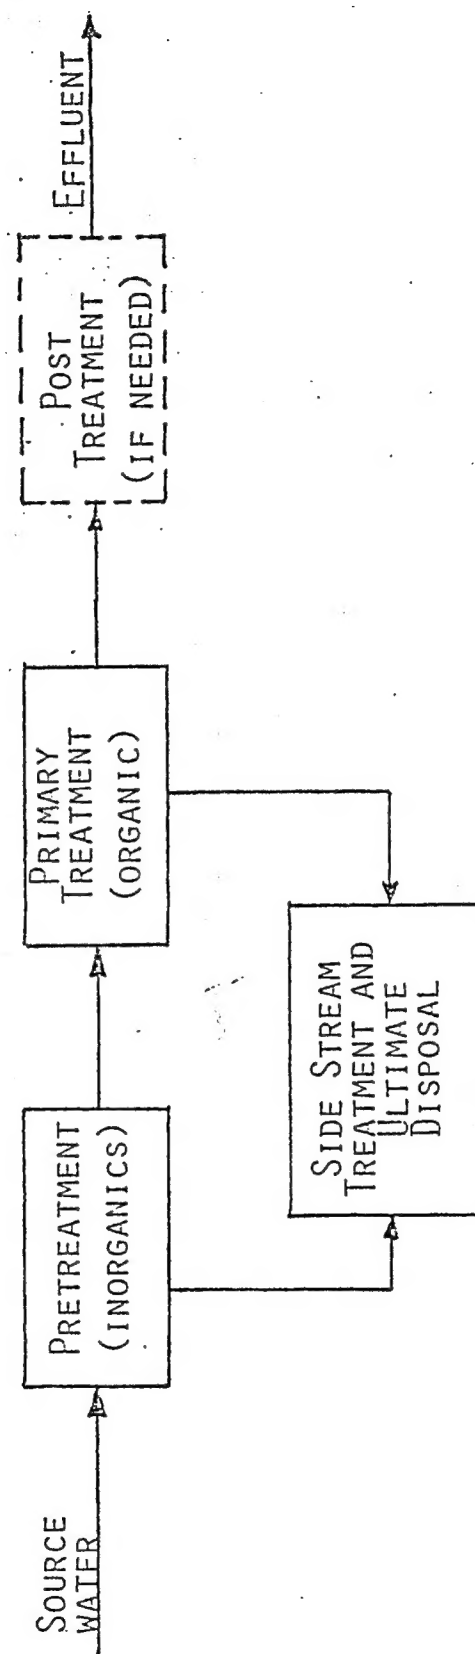 SOURCE
WATER
PRETREATMENT
(INORGANICS)
PRIMARY
TREATMENT
(ORGANIC)
POST
TREATMENT
(IF NEEDED)
EFFLUENT
SIDE STREAM
TREATMENT AND
ULTIMATE
DISPOSAL